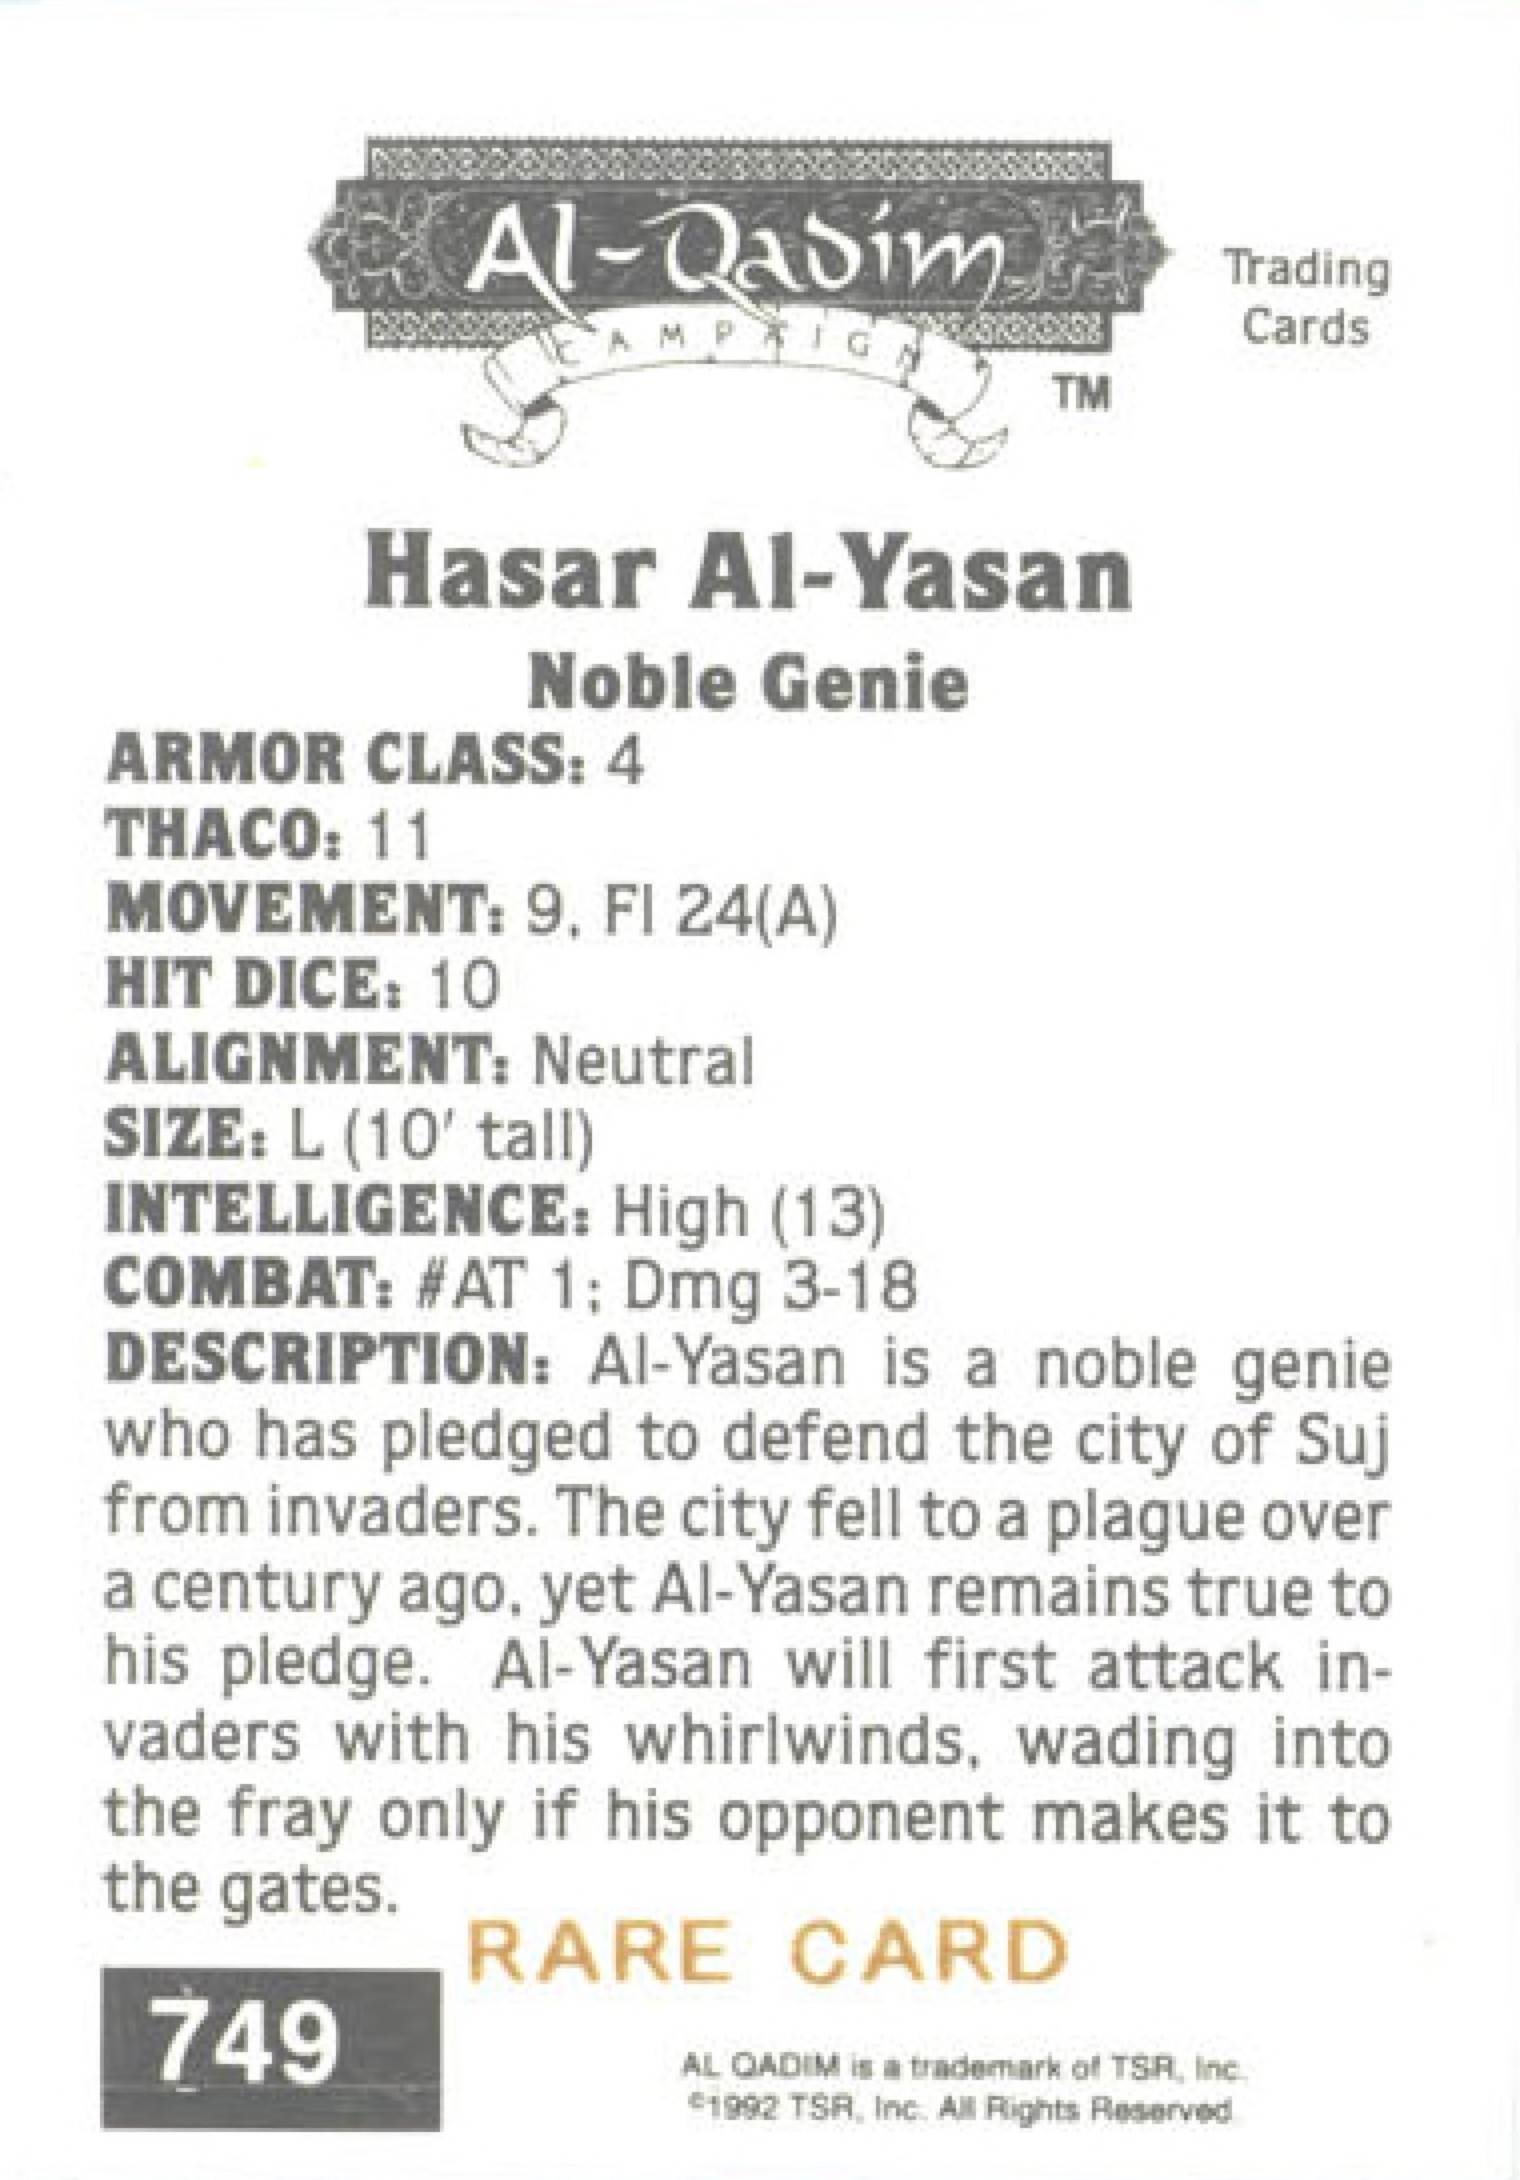 Al-Qadim
CAMPAIGN
TM
Trading
Cards
Hasar Al-Yasan
Noble Genie
ARMOR CLASS: 4
THACO: 11
MOVEMENT: 9, Fl 24(A)
HIT DICE: 10
ALIGNMENT: Neutral
SIZE: L (10' tall)
INTELLIGENCE: High (13)
COMBAT: #AT 1; Dmg 3-18
DESCRIPTION: Al-Yasan is a noble genie
who has pledged to defend the city of Suj
from invaders. The city fell to a plague over
a century ago, yet Al-Yasan remains true to
his pledge. Al-Yasan will first attack in-
vaders with his whirlwinds, wading into
the fray only if his opponent makes it to
the gates.
RARE CARD
749
AL QADIM is a trademark of TSR, Inc.
©1992 TSR, Inc. All Rights Reserved.